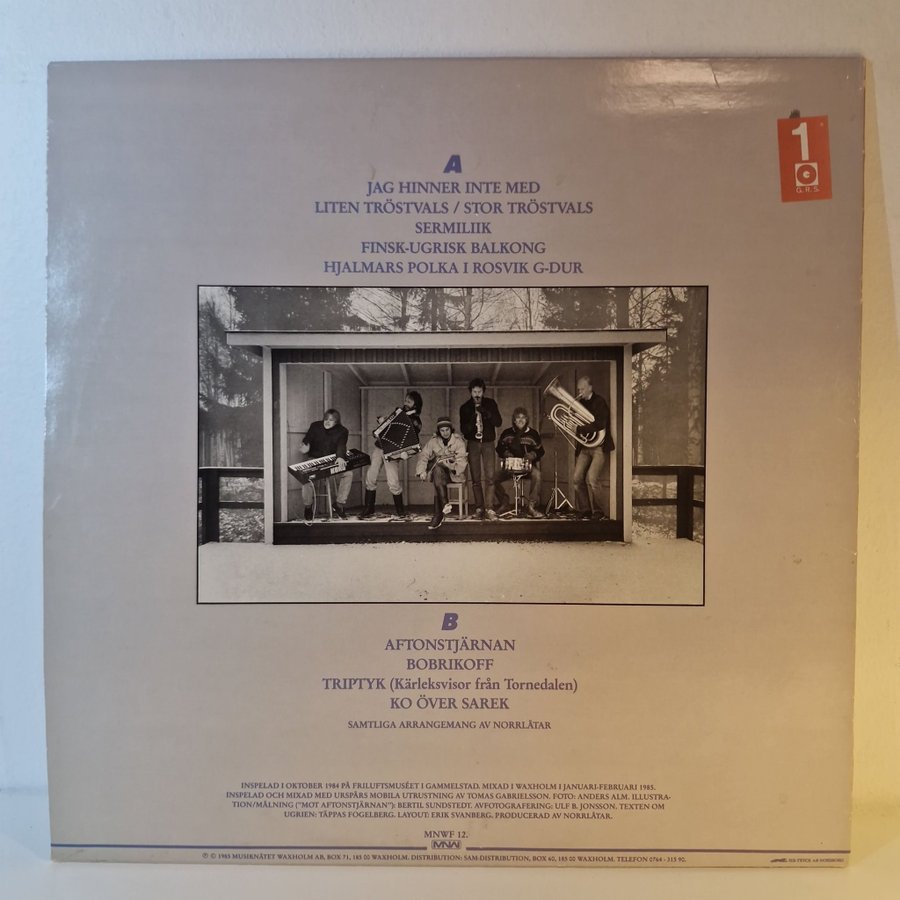 1
G.R.S.
A
JAG HINNER INTE MED
LITEN TRÖSTVALS / STOR TRÖSTVALS
SERMILIIK
FINSK-UGRISK BALKONG
HJALMARS POLKA I ROSVIK G-DUR
B
AFTONSTJÄRNAN
BOBRIKOFF
TRIPTYK (Kärleksvisor från Tornedalen)
KO ÖVER SAREK
SAMTLIGA ARRANGEMANG AV NORRLÅTAR
INSPELAD I OKTOBER 1984 PÅ FRILUFTSMUSÉET I GAMMELSTAD. MIXAD I WAXHOLM I JANUARI-FEBRUARI 1985.
INSPELAD OCH MIXAD MED URSPÅRS MOBILA UTRUSTNING AV TOMAS GABRIELSSON. FOTO: ANDERS ALM. ILLUSTRA-
TION/MÅLNING ("MOT AFTONSTJÄRNAN"): BERTIL SUNDSTEDT. AVFOTOGRAFERING: ULF B. JONSSON. TEXTEN OM
UGRIEN: TÄPPAS FOGELBERG. LAYOUT: ERIK SVANBERG. PRODUCERAD AV NORRLÅTAR.
MNWF 12.
MNW
℗ © 1985 MUSIKNÄTET WAXHOLM AB, BOX 71, 185 00 WAXHOLM. DISTRIBUTION: SAM-DISTRIBUTION, BOX 60, 185 00 WAXHOLM. TELEFON 0764 - 315 90.